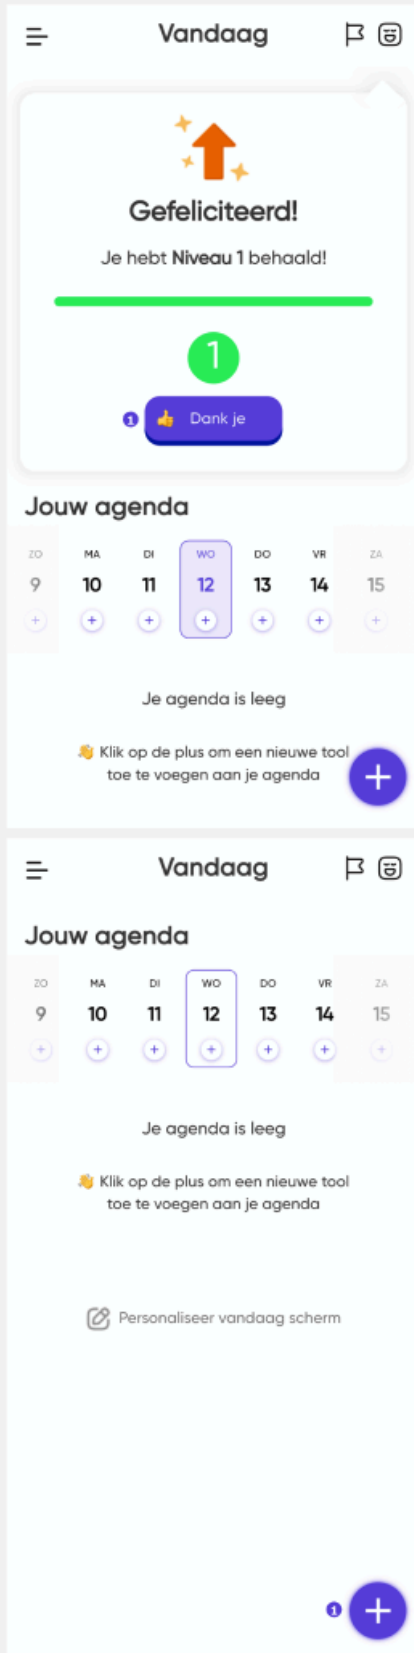 Vandaag
Gefeliciteerd!
Je hebt Niveau 1 behaald!
1
1 👍 Dank je
Jouw agenda
ZO MA DI WO DO VR ZA
9 10 11 12 13 14 15
+ + + + + + +
Je agenda is leeg
👋 Klik op de plus om een nieuwe tool
toe te voegen aan je agenda
+
Vandaag
Jouw agenda
ZO MA DI WO DO VR ZA
9 10 11 12 13 14 15
+ + + + + + +
Je agenda is leeg
👋 Klik op de plus om een nieuwe tool
toe te voegen aan je agenda
Personaliseer vandaag scherm
1 +